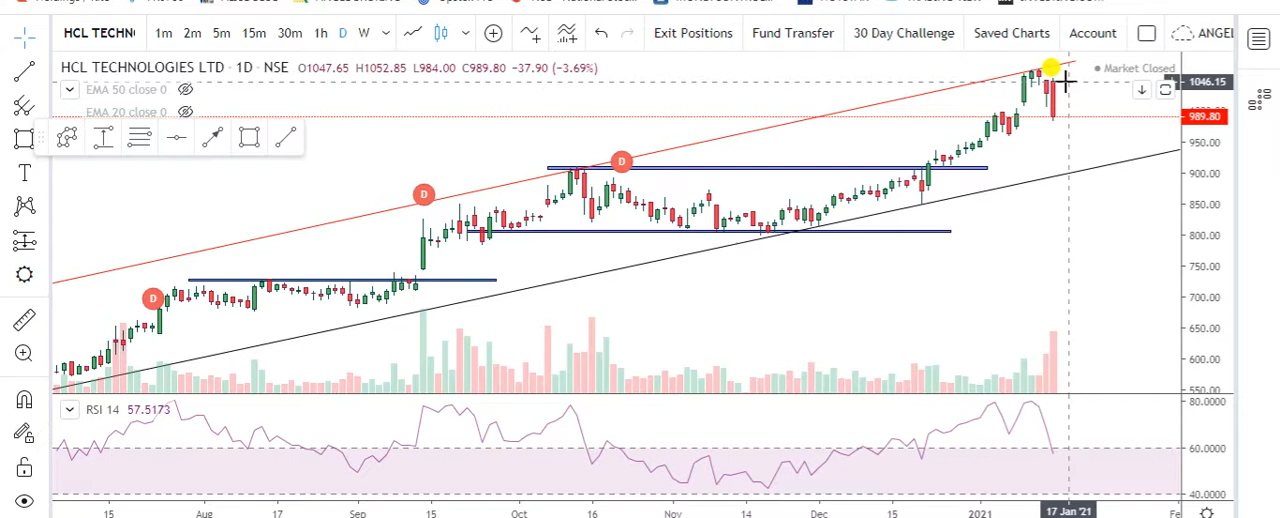 HCL TECHN 1m 2m 5m 15m 30m 1h D W Exit Positions Fund Transfer 30 Day Challenge Saved Charts Account ANGEL
HCL TECHNOLOGIES LTD · 1D · NSE O1047.65 H1052.85 L984.00 C989.80 −37.90 (−3.69%)
Market Closed
EMA 50 close 0
EMA 20 close 0
1046.15
989.80
950.00
D
900.00
D
850.00
800.00
750.00
D
700.00
650.00
600.00
550.00
RSI 14 57.5173
80.0000
60.0000
40.0000
15 Aug 17 Sep 15 Oct 16 Nov 17 Dec 15 2021 17 Jan '21